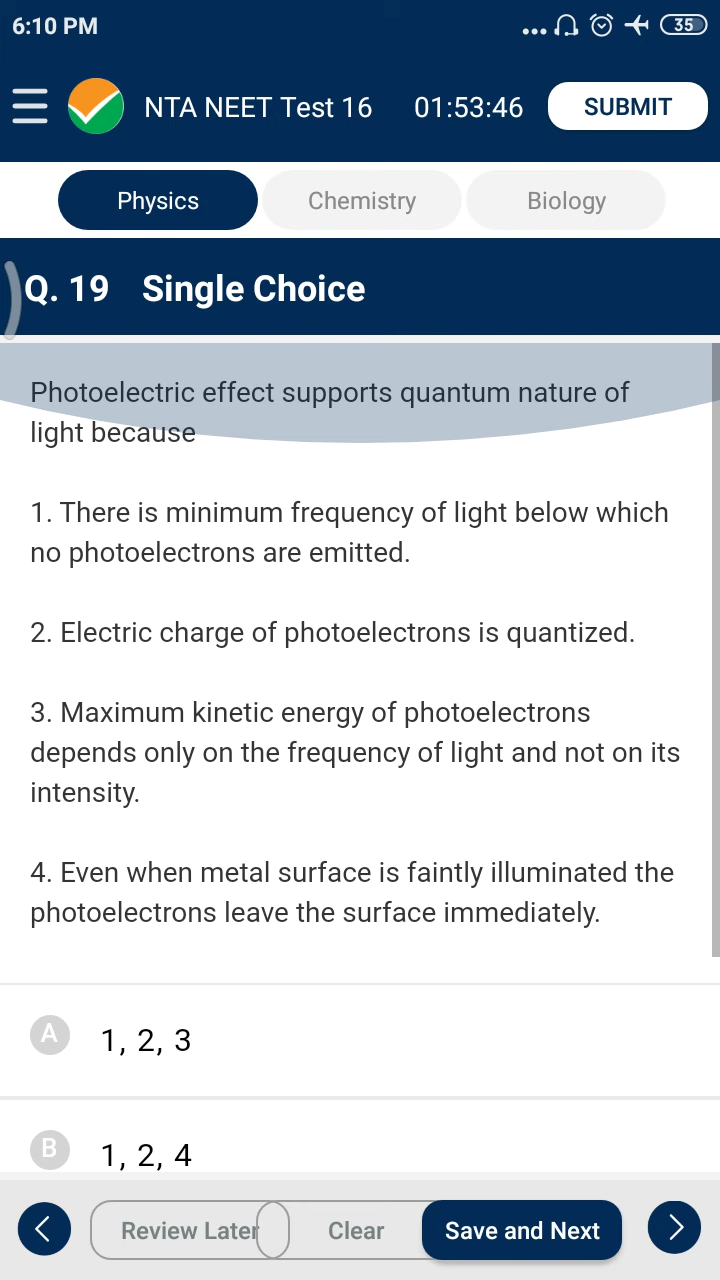 6:10 PM
35
NTA NEET Test 16 01:53:46 SUBMIT
Physics Chemistry Biology
Q. 19 Single Choice
Photoelectric effect supports quantum nature of
light because
1. There is minimum frequency of light below which
no photoelectrons are emitted.
2. Electric charge of photoelectrons is quantized.
3. Maximum kinetic energy of photoelectrons
depends only on the frequency of light and not on its
intensity.
4. Even when metal surface is faintly illuminated the
photoelectrons leave the surface immediately.
A 1, 2, 3
B 1, 2, 4
Review Later Clear Save and Next